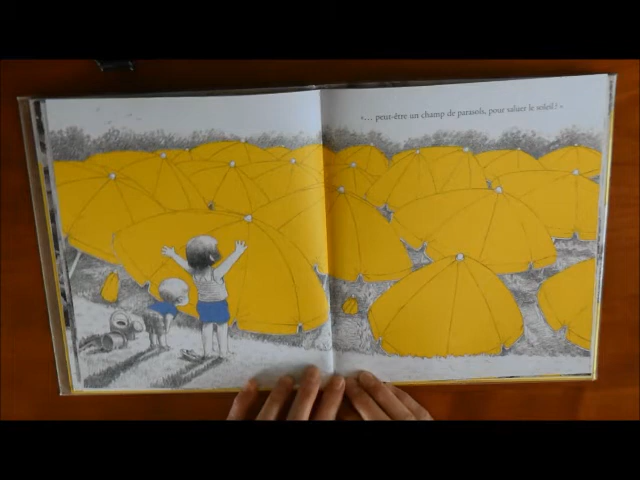 «... peut-être un champ de parasols, pour saluer le soleil ! »